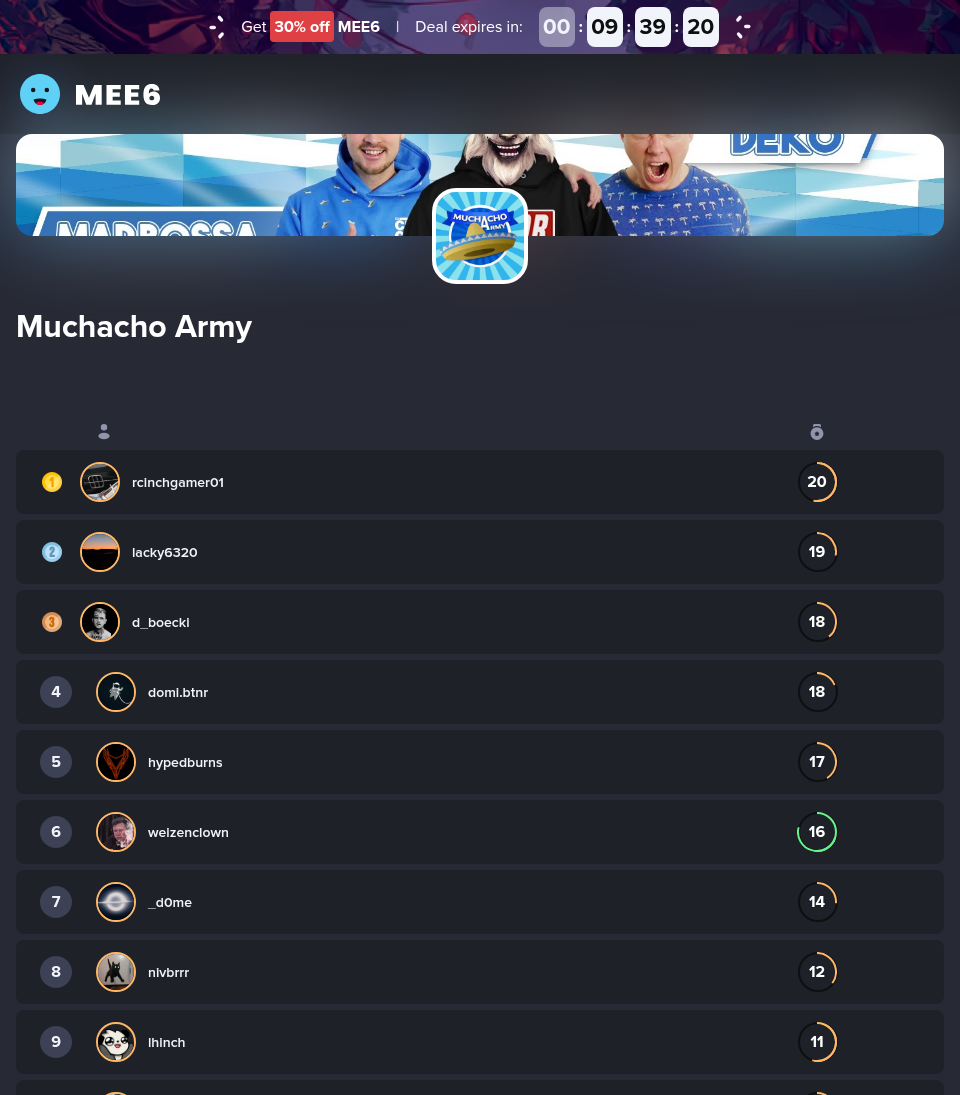 Get 30% off MEE6 | Deal expires in: 00 : 09 : 39 : 20
MEE6
DEKO
MADROSSA
MUCHACHO
ARMY
Muchacho Army
1 rcinchgamer01 20
2 lacky6320 19
3 d_boeckl 18
4 domi.btnr 18
5 hypedburns 17
6 weizenclown 16
7 _d0me 14
8 nivbrrr 12
9 lhinch 11